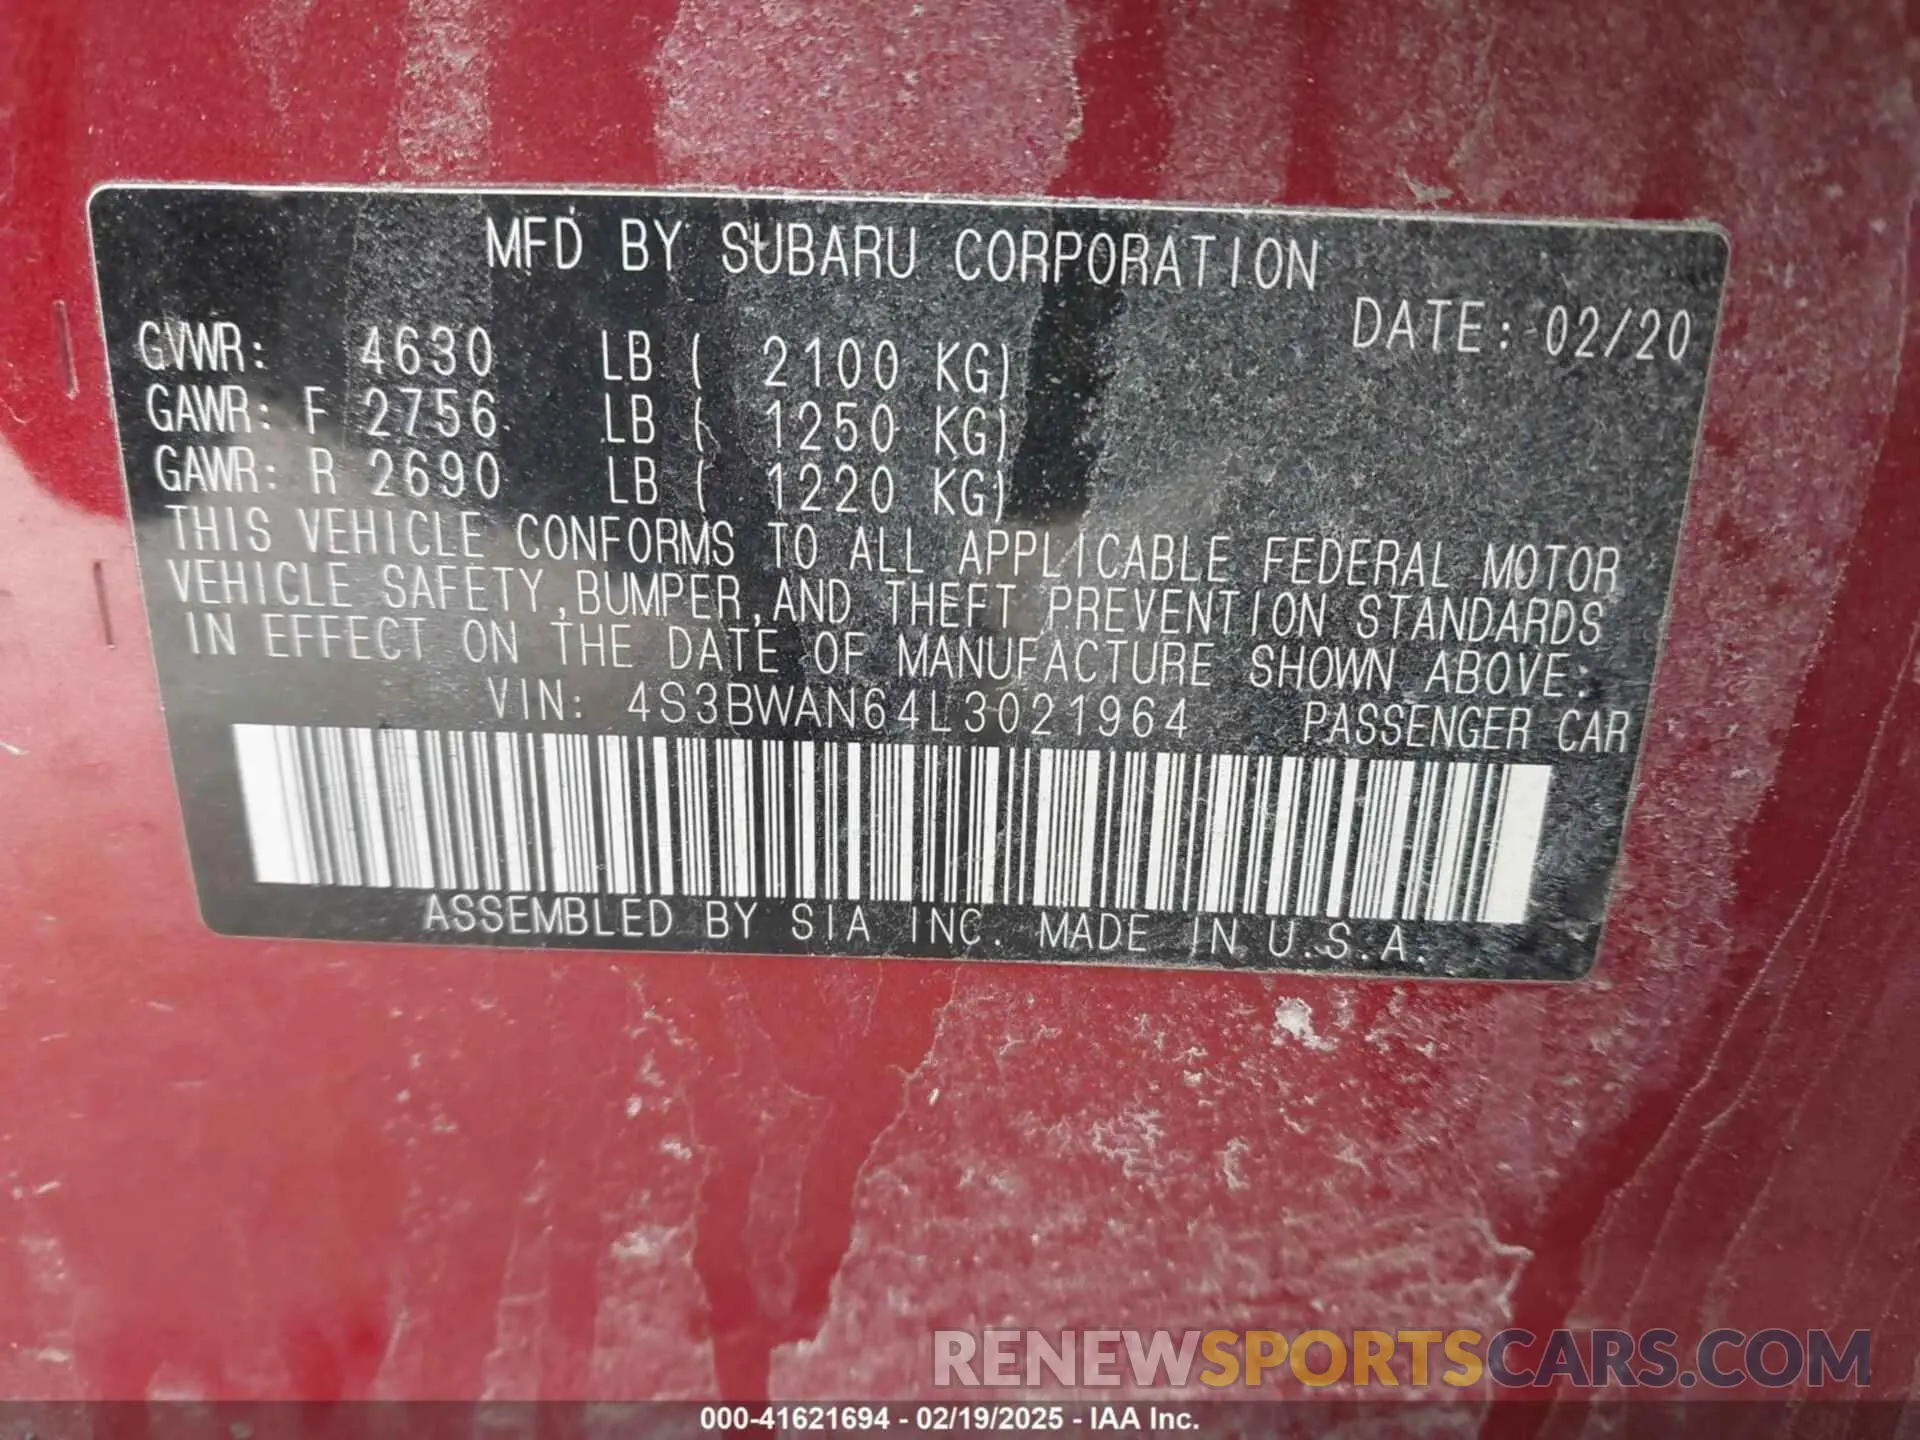 MFD BY SUBARU CORPORATION
DATE: 02/20
GVWR: 4630 LB ( 2100 KG)
GAWR: F 2756 LB ( 1250 KG)
GAWR: R 2690 LB ( 1220 KG)
THIS VEHICLE CONFORMS TO ALL APPLICABLE FEDERAL MOTOR
VEHICLE SAFETY,BUMPER,AND THEFT PREVENTION STANDARDS
IN EFFECT ON THE DATE OF MANUFACTURE SHOWN ABOVE:
VIN: 4S3BWAN64L3021964 PASSENGER CAR
ASSEMBLED BY SIA INC. MADE IN U.S.A.
RENEWSPORTSCARS.COM
000-41621694 - 02/19/2025 - IAA Inc.